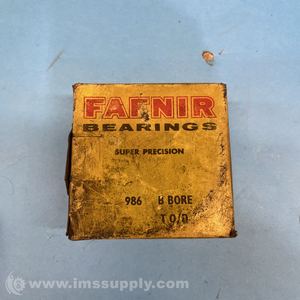 FAFNIR
BEARINGS
SUPER PRECISION
986 B BORE
T O/D
© www.imssupply.com